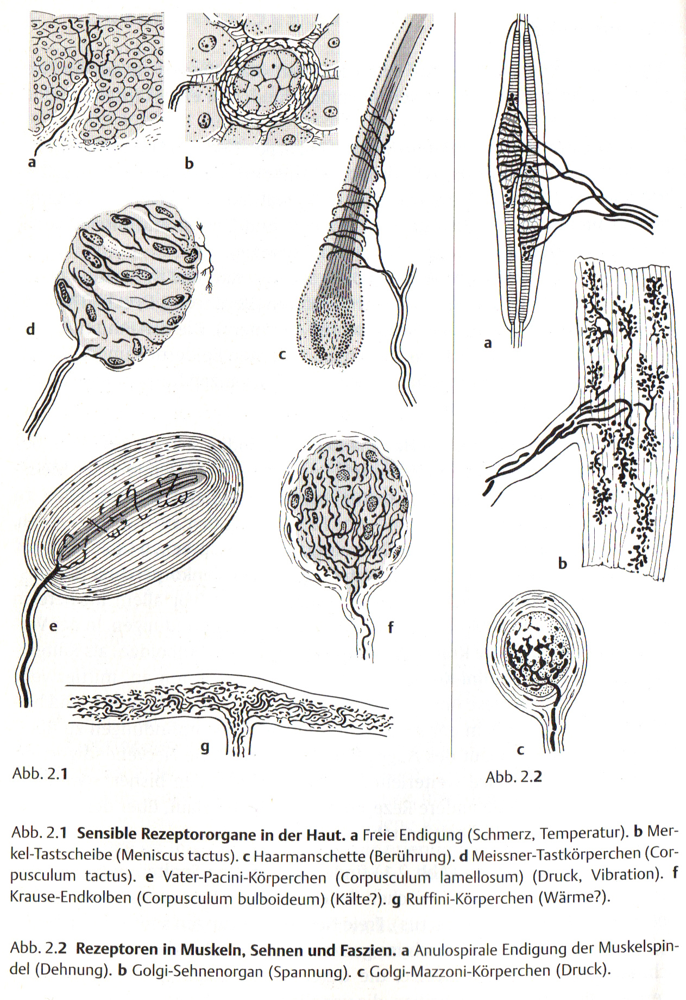 a
b
c
d
e
f
g
Abb. 2.1
a
b
c
Abb. 2.2
Abb. 2.1 Sensible Rezeptororgane in der Haut. a Freie Endigung (Schmerz, Temperatur). b Mer-
kel-Tastscheibe (Meniscus tactus). c Haarmanschette (Berührung). d Meissner-Tastkörperchen (Cor-
pusculum tactus). e Vater-Pacini-Körperchen (Corpusculum lamellosum) (Druck, Vibration). f
Krause-Endkolben (Corpusculum bulboideum) (Kälte?). g Ruffini-Körperchen (Wärme?).
Abb. 2.2 Rezeptoren in Muskeln, Sehnen und Faszien. a Anulospirale Endigung der Muskelspin-
del (Dehnung). b Golgi-Sehnenorgan (Spannung). c Golgi-Mazzoni-Körperchen (Druck).